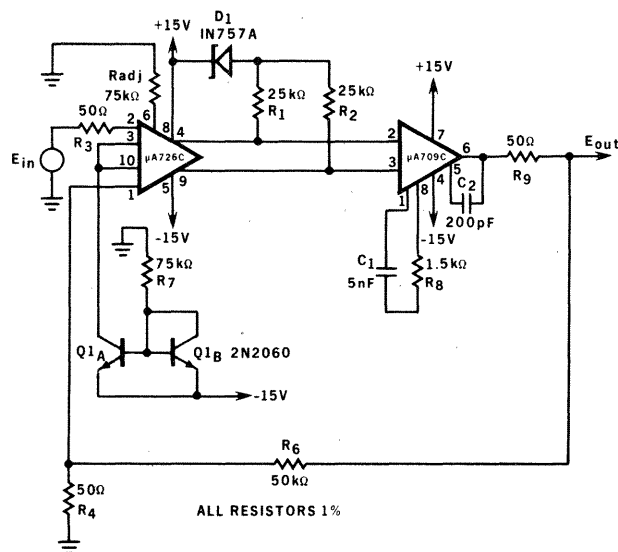 D1
IN757A
+15V
Radj
75kΩ
50Ω
R3
Ein
2
3
10
1
6
8
4
5
9
µA726C
-15V
25kΩ
R1
25kΩ
R2
+15V
2
3
7
6
5
4
8
1
µA709C
-15V
C2
200pF
50Ω
R9
Eout
C1
5nF
1.5kΩ
R8
75kΩ
R7
Q1A
Q1B 2N2060
-15V
R6
50kΩ
50Ω
R4
ALL RESISTORS 1%